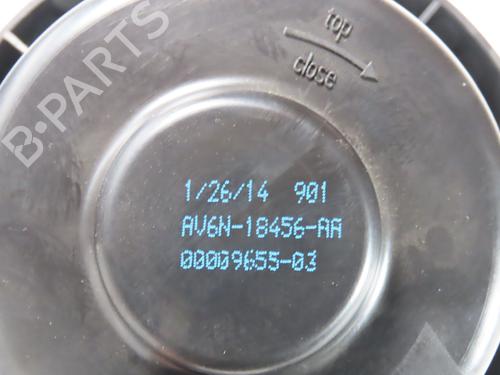 top
close
B-PARTS
1/26/14 901
AV6N-18456-AA
00009655-03